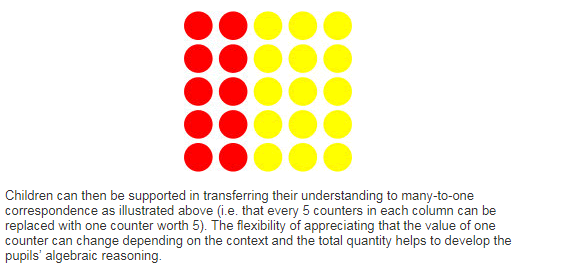 Children can then be supported in transferring their understanding to many-to-one
correspondence as illustrated above (i.e. that every 5 counters in each column can be
replaced with one counter worth 5). The flexibility of appreciating that the value of one
counter can change depending on the context and the total quantity helps to develop the
pupils' algebraic reasoning.